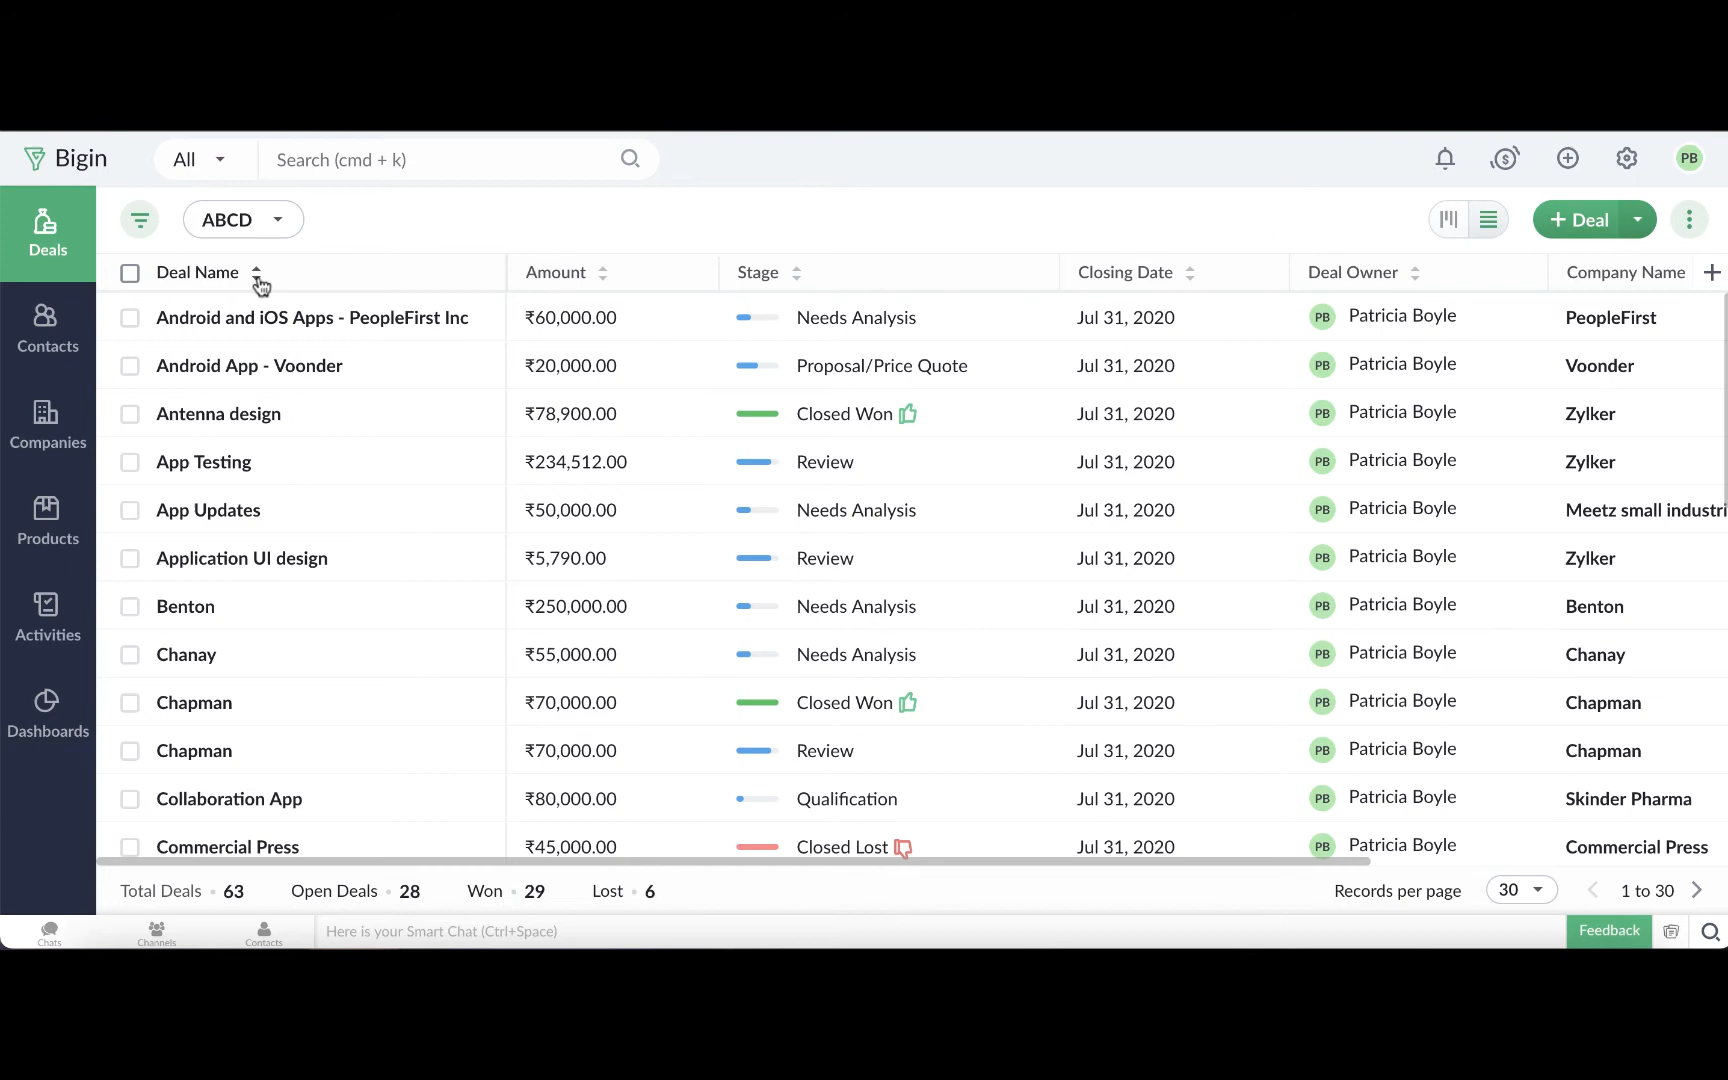 Bigin All Search (cmd + k) PB
Deals ABCD + Deal
Deal Name Amount Stage Closing Date Deal Owner Company Name +
Android and iOS Apps - PeopleFirst Inc ₹60,000.00 Needs Analysis Jul 31, 2020 PB Patricia Boyle PeopleFirst
Contacts
Android App - Voonder ₹20,000.00 Proposal/Price Quote Jul 31, 2020 PB Patricia Boyle Voonder
Antenna design ₹78,900.00 Closed Won Jul 31, 2020 PB Patricia Boyle Zylker
Companies
App Testing ₹234,512.00 Review Jul 31, 2020 PB Patricia Boyle Zylker
App Updates ₹50,000.00 Needs Analysis Jul 31, 2020 PB Patricia Boyle Meetz small industri
Products
Application UI design ₹5,790.00 Review Jul 31, 2020 PB Patricia Boyle Zylker
Benton ₹250,000.00 Needs Analysis Jul 31, 2020 PB Patricia Boyle Benton
Activities
Chanay ₹55,000.00 Needs Analysis Jul 31, 2020 PB Patricia Boyle Chanay
Chapman ₹70,000.00 Closed Won Jul 31, 2020 PB Patricia Boyle Chapman
Dashboards
Chapman ₹70,000.00 Review Jul 31, 2020 PB Patricia Boyle Chapman
Collaboration App ₹80,000.00 Qualification Jul 31, 2020 PB Patricia Boyle Skinder Pharma
Commercial Press ₹45,000.00 Closed Lost Jul 31, 2020 PB Patricia Boyle Commercial Press
Total Deals 63 Open Deals 28 Won 29 Lost 6 Records per page 30 1 to 30
Chats Channels Contacts Here is your Smart Chat (Ctrl+Space) Feedback